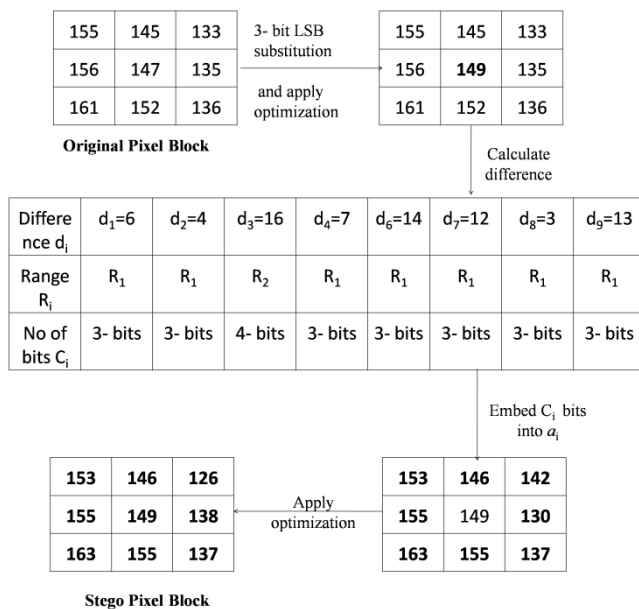 155 145 133
156 147 135
161 152 136
Original Pixel Block
3- bit LSB
substitution
and apply
optimization
155 145 133
156 149 135
161 152 136
Calculate
difference
Differe
nce dᵢ d₁=6 d₂=4 d₃=16 d₄=7 d₆=14 d₇=12 d₈=3 d₉=13
Range
Rᵢ R₁ R₁ R₂ R₁ R₁ R₁ R₁ R₁
No of
bits Cᵢ 3- bits 3- bits 4- bits 3- bits 3- bits 3- bits 3- bits 3- bits
Embed Cᵢ bits
into aᵢ
153 146 142
155 149 130
163 155 137
Apply
optimization
153 146 126
155 149 138
163 155 137
Stego Pixel Block